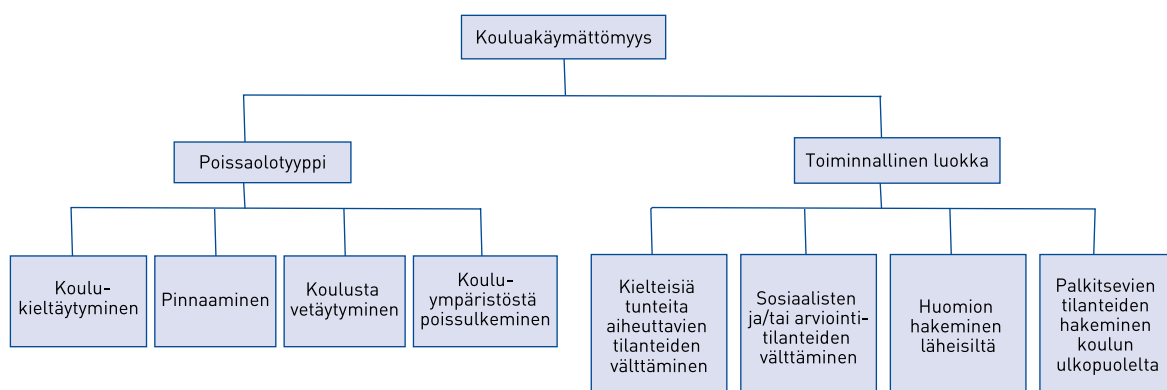 Kouluakäymättömyys
Poissaolotyyppi
Toiminnallinen luokka
Koulu-
kieltäytyminen
Pinnaaminen
Koulusta
vetäytyminen
Koulu-
ympäristöstä
poissulkeminen
Kielteisiä
tunteita
aiheuttavien
tilanteiden
välttäminen
Sosiaalisten
ja/tai arviointi-
tilanteiden
välttäminen
Huomion
hakeminen
läheisiltä
Palkitsevien
tilanteiden
hakeminen
koulun
ulkopuolelta